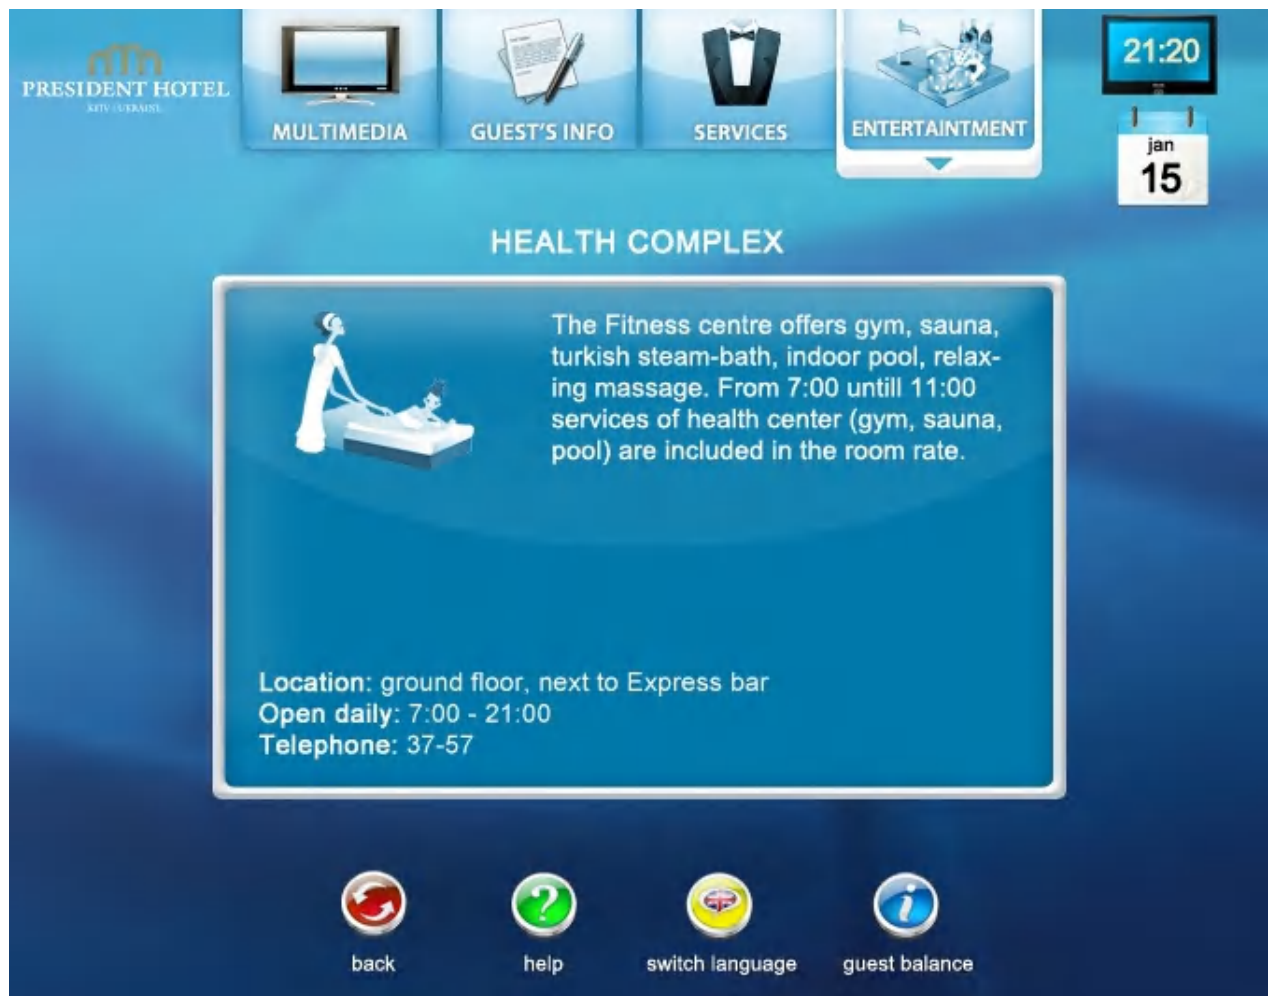 PRESIDENT HOTEL
KYIV | UKRAINE
MULTIMEDIA
GUEST'S INFO
SERVICES
ENTERTAINTMENT
21:20
jan
15
HEALTH COMPLEX
The Fitness centre offers gym, sauna,
turkish steam-bath, indoor pool, relax-
ing massage. From 7:00 untill 11:00
services of health center (gym, sauna,
pool) are included in the room rate.
Location: ground floor, next to Express bar
Open daily: 7:00 - 21:00
Telephone: 37-57
back
help
switch language
guest balance